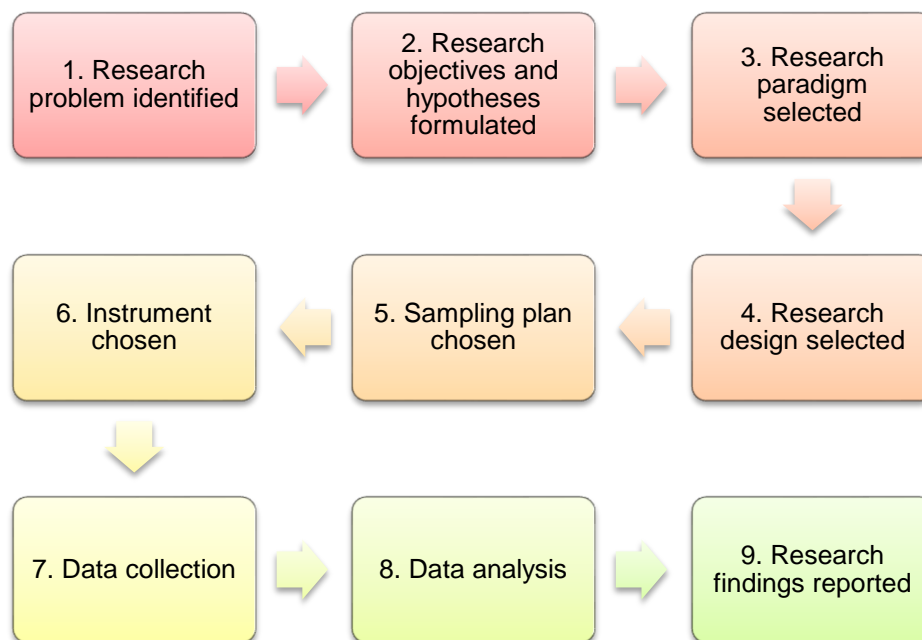 1. Research
problem identified
2. Research
objectives and
hypotheses
formulated
3. Research
paradigm
selected
4. Research
design selected
5. Sampling plan
chosen
6. Instrument
chosen
7. Data collection
8. Data analysis
9. Research
findings reported